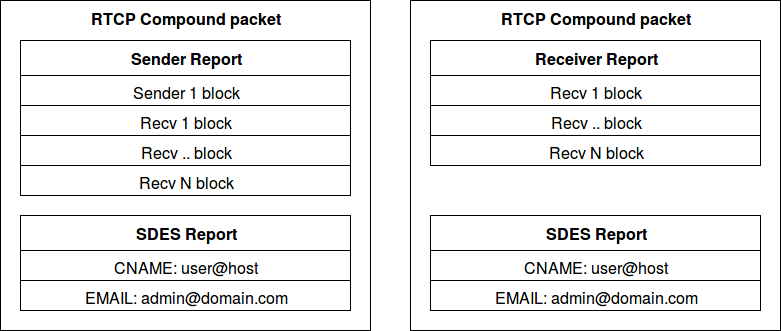 RTCP Compound packet
Sender Report
Sender 1 block
Recv 1 block
Recv .. block
Recv N block
SDES Report
CNAME: user@host
EMAIL: admin@domain.com
RTCP Compound packet
Receiver Report
Recv 1 block
Recv .. block
Recv N block
SDES Report
CNAME: user@host
EMAIL: admin@domain.com